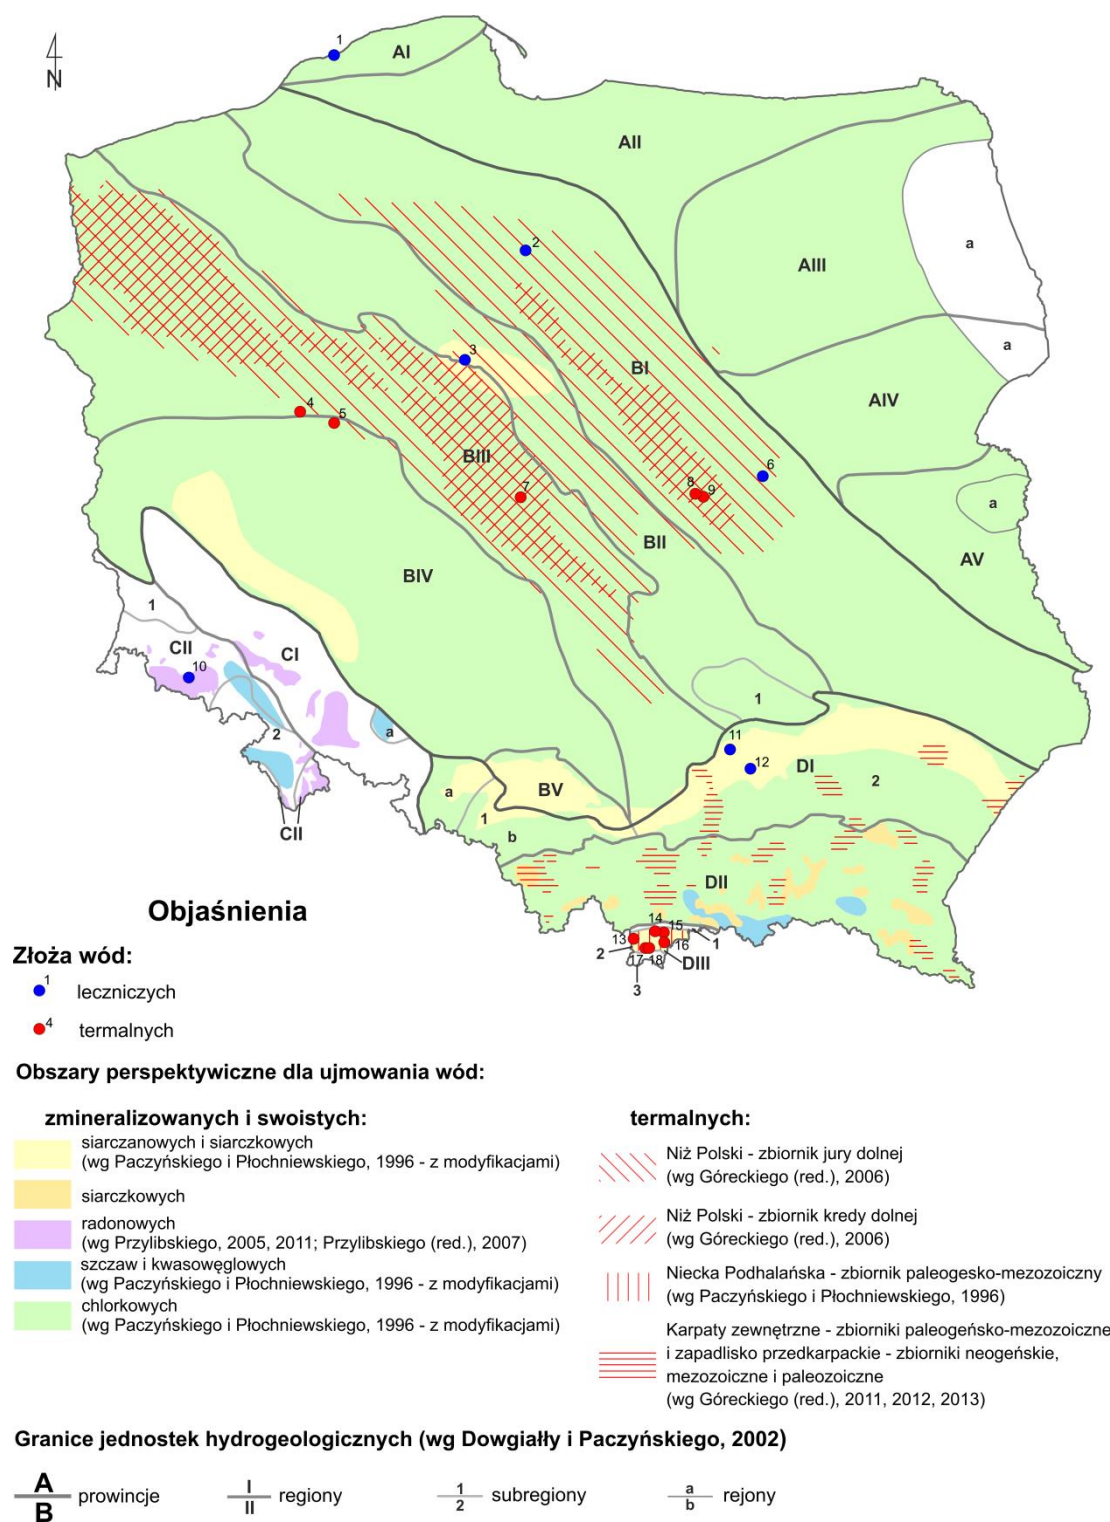 N
1
AI
AII
2
a
AIII
3
a
BI
4
5
AIV
BIII
6
7
8
9
a
BII
AV
BIV
1
CII
CI
10
1
2
a
11
12
DI
2
BV
a
1
b
CII
DII
14
15
13
16
1
2
17
18
DIII
3
Objaśnienia
Złoża wód:
1 leczniczych
4 termalnych
Obszary perspektywiczne dla ujmowania wód:
zmineralizowanych i swoistych:
siarczanowych i siarczkowych
(wg Paczyńskiego i Płochniewskiego, 1996 - z modyfikacjami)
siarczkowych
radonowych
(wg Przylibskiego, 2005, 2011; Przylibskiego (red.), 2007)
szczaw i kwasowęglowych
(wg Paczyńskiego i Płochniewskiego, 1996 - z modyfikacjami)
chlorkowych
(wg Paczyńskiego i Płochniewskiego, 1996 - z modyfikacjami)
termalnych:
Niż Polski - zbiornik jury dolnej
(wg Góreckiego (red.), 2006)
Niż Polski - zbiornik kredy dolnej
(wg Góreckiego (red.), 2006)
Niecka Podhalańska - zbiornik paleogesko-mezozoiczny
(wg Paczyńskiego i Płochniewskiego, 1996)
Karpaty zewnętrzne - zbiorniki paleogeńsko-mezozoiczne
i zapadlisko przedkarpackie - zbiorniki neogeńskie,
mezozoiczne i paleozoiczne
(wg Góreckiego (red.), 2011, 2012, 2013)
Granice jednostek hydrogeologicznych (wg Dowgiałły i Paczyńskiego, 2002)
A
B
prowincje
I
II
regiony
1
2
subregiony
a
b
rejony